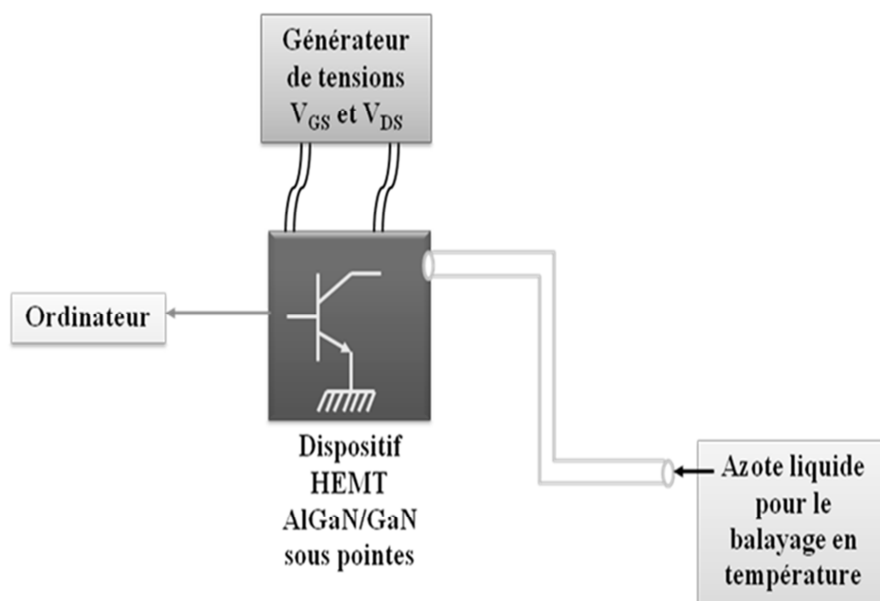 Générateur
de tensions
VGS et VDS
Ordinateur
Dispositif
HEMT
AlGaN/GaN
sous pointes
Azote liquide
pour le
balayage en
température